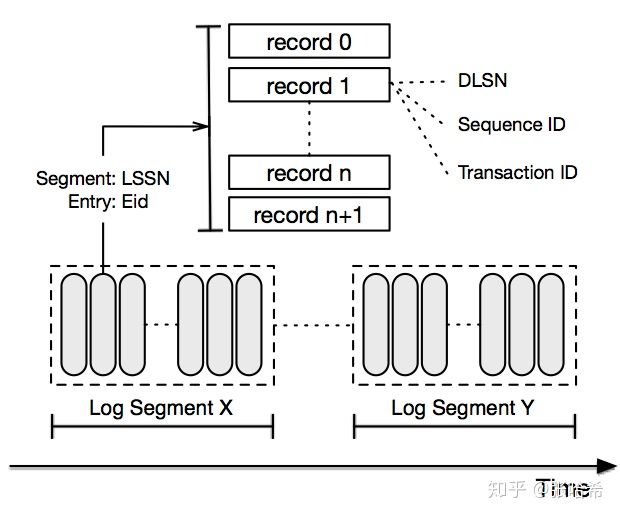 record 0
record 1
DLSN
Sequence ID
Transaction ID
record n
record n+1
Segment: LSSN
Entry: Eid
Log Segment X
Log Segment Y
Time
知乎